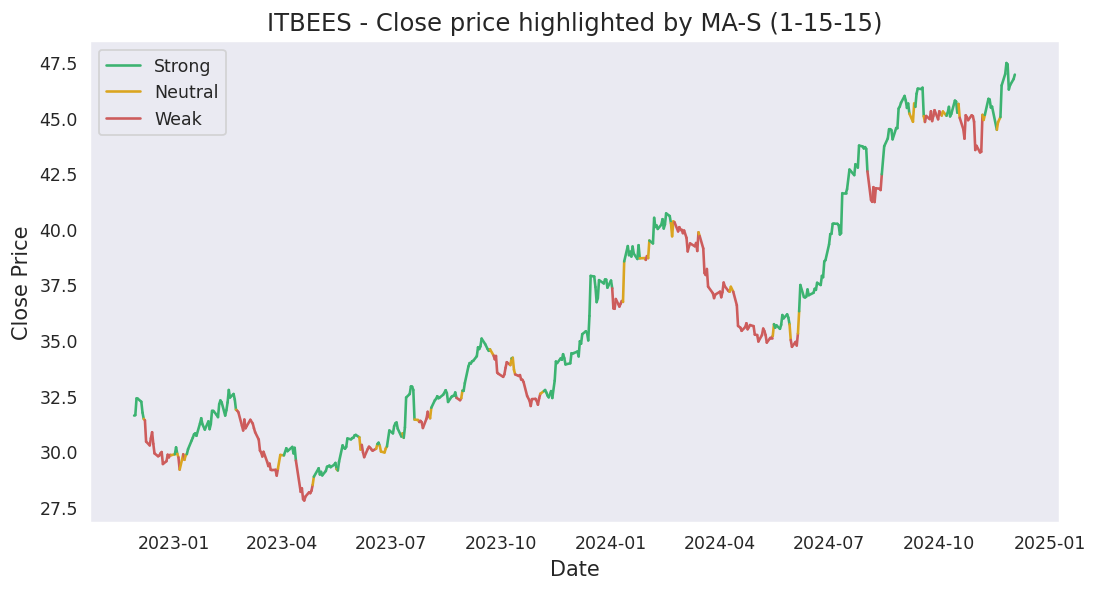 ITBEES - Close price highlighted by MA-S (1-15-15)
Strong
Neutral
Weak
Close Price
47.5
45.0
42.5
40.0
37.5
35.0
32.5
30.0
27.5
2023-01 2023-04 2023-07 2023-10 2024-01 2024-04 2024-07 2024-10 2025-01
Date